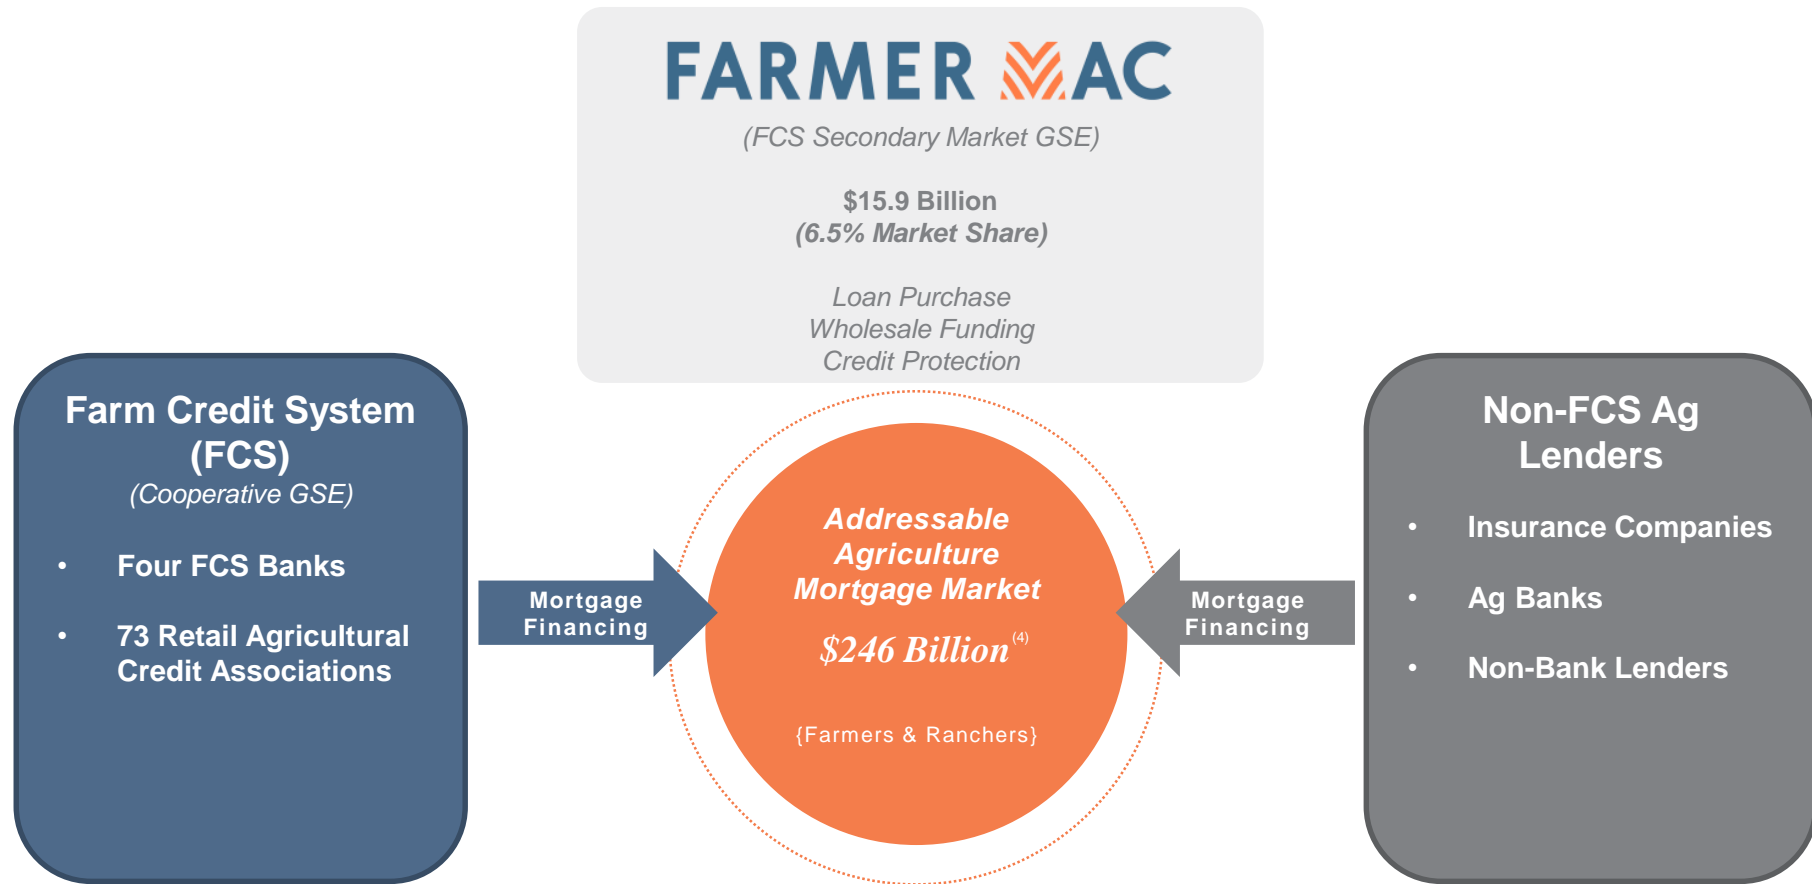 FARMER MAC
(FCS Secondary Market GSE)
$15.9 Billion
(6.5% Market Share)
Loan Purchase
Wholesale Funding
Credit Protection
Farm Credit System
(FCS)
(Cooperative GSE)
• Four FCS Banks
• 73 Retail Agricultural
Credit Associations
Mortgage
Financing
Addressable
Agriculture
Mortgage Market
$246 Billion(4)
{Farmers & Ranchers}
Mortgage
Financing
Non-FCS Ag
Lenders
• Insurance Companies
• Ag Banks
• Non-Bank Lenders